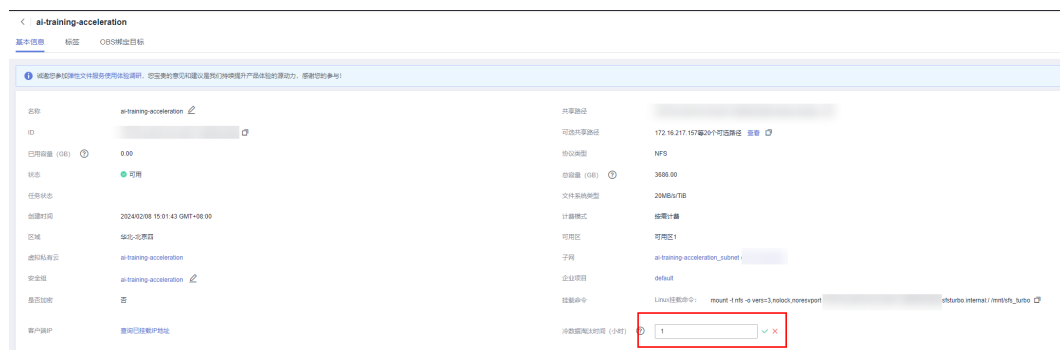 ai-training-acceleration
基本信息 标签 OBS绑定目标
诚邀您参加弹性文件服务使用体验调研，您宝贵的意见和建议是我们持续提升产品体验的源动力，感谢您的参与！
名称 ai-training-acceleration 共享路径
ID 可选共享路径 172.16.217.157等20个可选路径 查看
已用容量 (GB) 0.00 协议类型 NFS
状态 可用 总容量 (GB) 3686.00
任务状态 文件系统类型 20MB/s/TiB
创建时间 2024/02/08 15:01:43 GMT+08:00 计费模式 按需计费
区域 华北-北京四 可用区 可用区1
虚拟私有云 ai-training-acceleration 子网 ai-training-acceleration_subnet
安全组 ai-training-acceleration 企业项目 default
是否加密 否 挂载命令 Linux挂载命令： mount -t nfs -o vers=3,nolock,noresvport sfsturbo.internal:/ /mnt/sfs_turbo
客户端IP 查询已挂载IP地址 冷数据淘汰时间（小时） 1